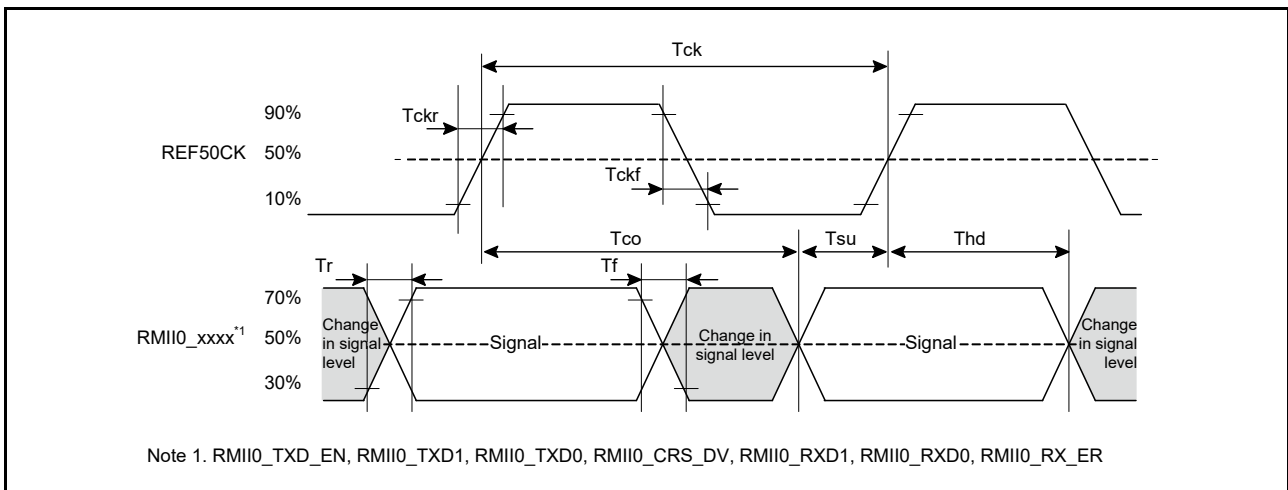 Tck
90%
Tckr
REF50CK 50%
Tckf
10%
Tco Tsu Thd
Tr Tf
70%
Change
in signal
level
RMII0_xxxx*1 50%
Signal
Change in
signal level
Signal
Change
in signal
level
30%
Note 1. RMII0_TXD_EN, RMII0_TXD1, RMII0_TXD0, RMII0_CRS_DV, RMII0_RXD1, RMII0_RXD0, RMII0_RX_ER